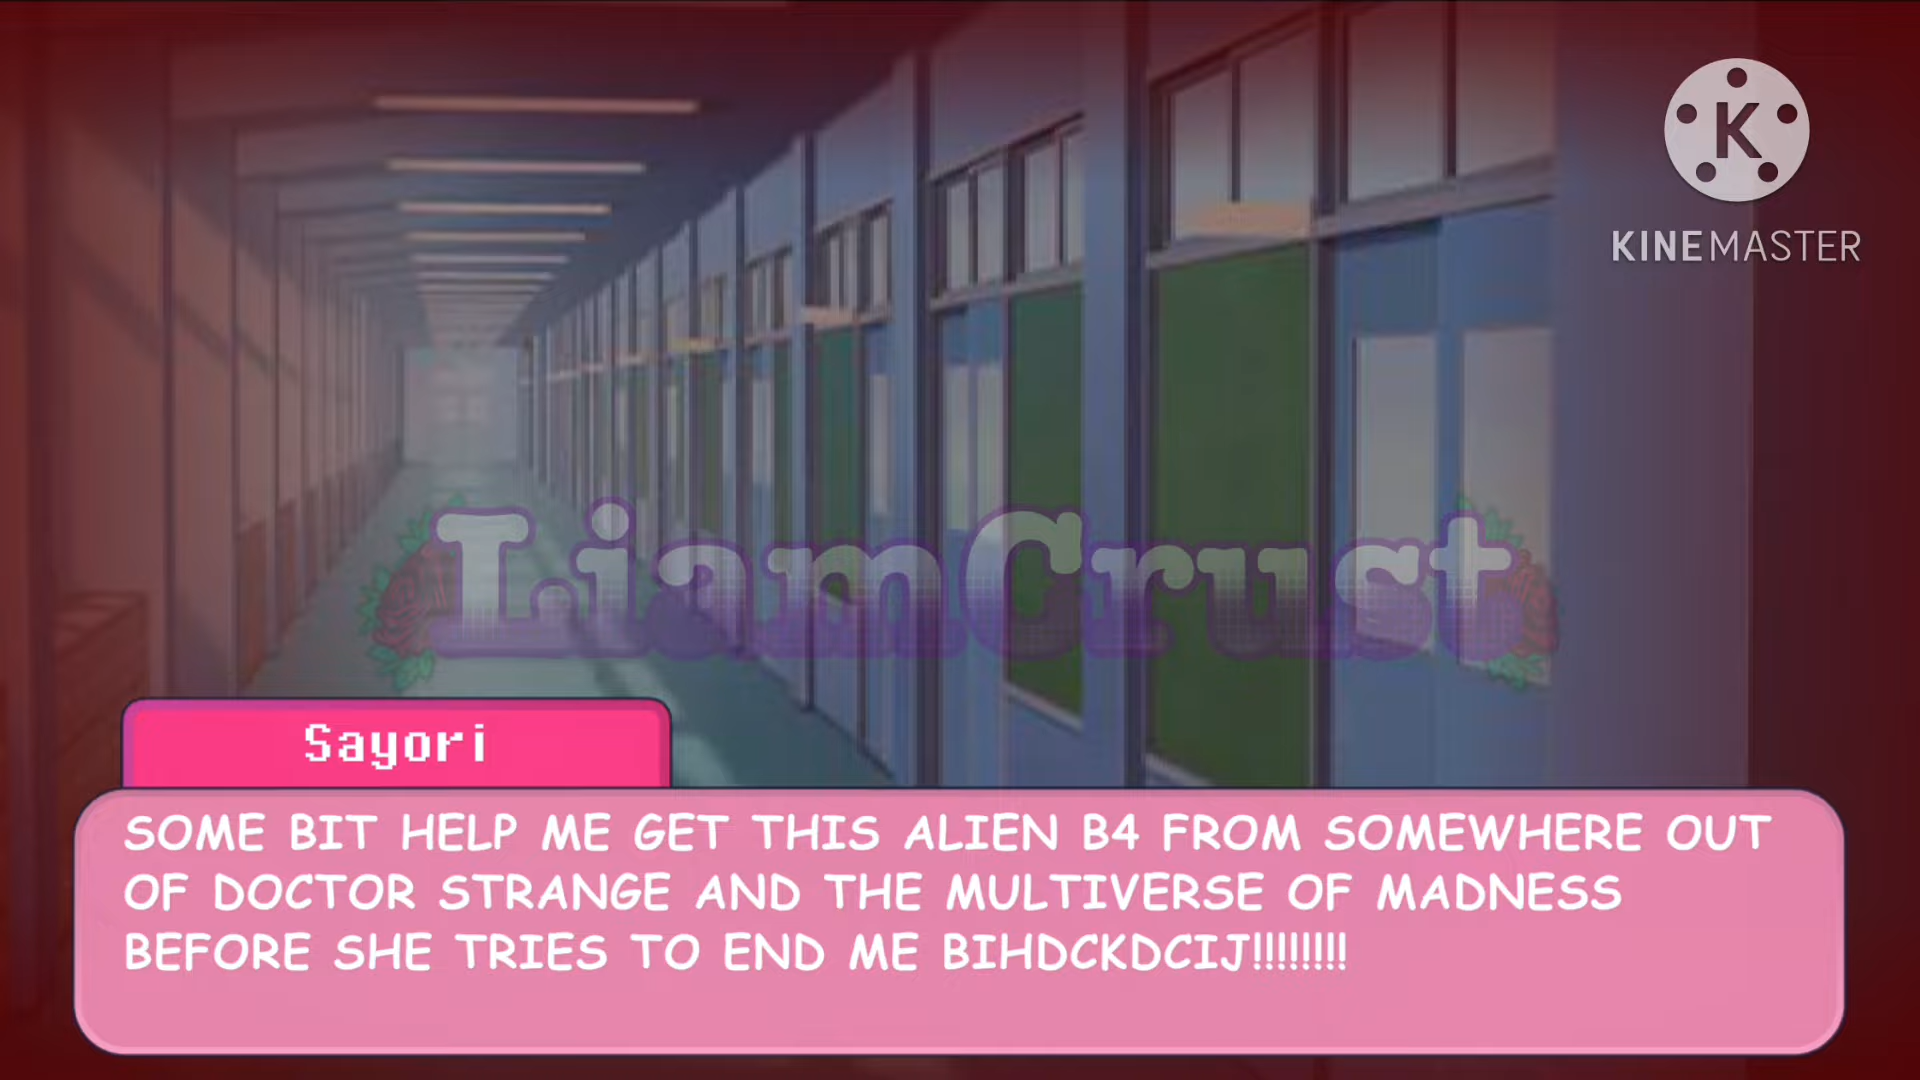 K
KINEMASTER
LiamCrust
Sayori
SOME BIT HELP ME GET THIS ALIEN B4 FROM SOMEWHERE OUT
OF DOCTOR STRANGE AND THE MULTIVERSE OF MADNESS
BEFORE SHE TRIES TO END ME BIHDCKDCIJ!!!!!!!!